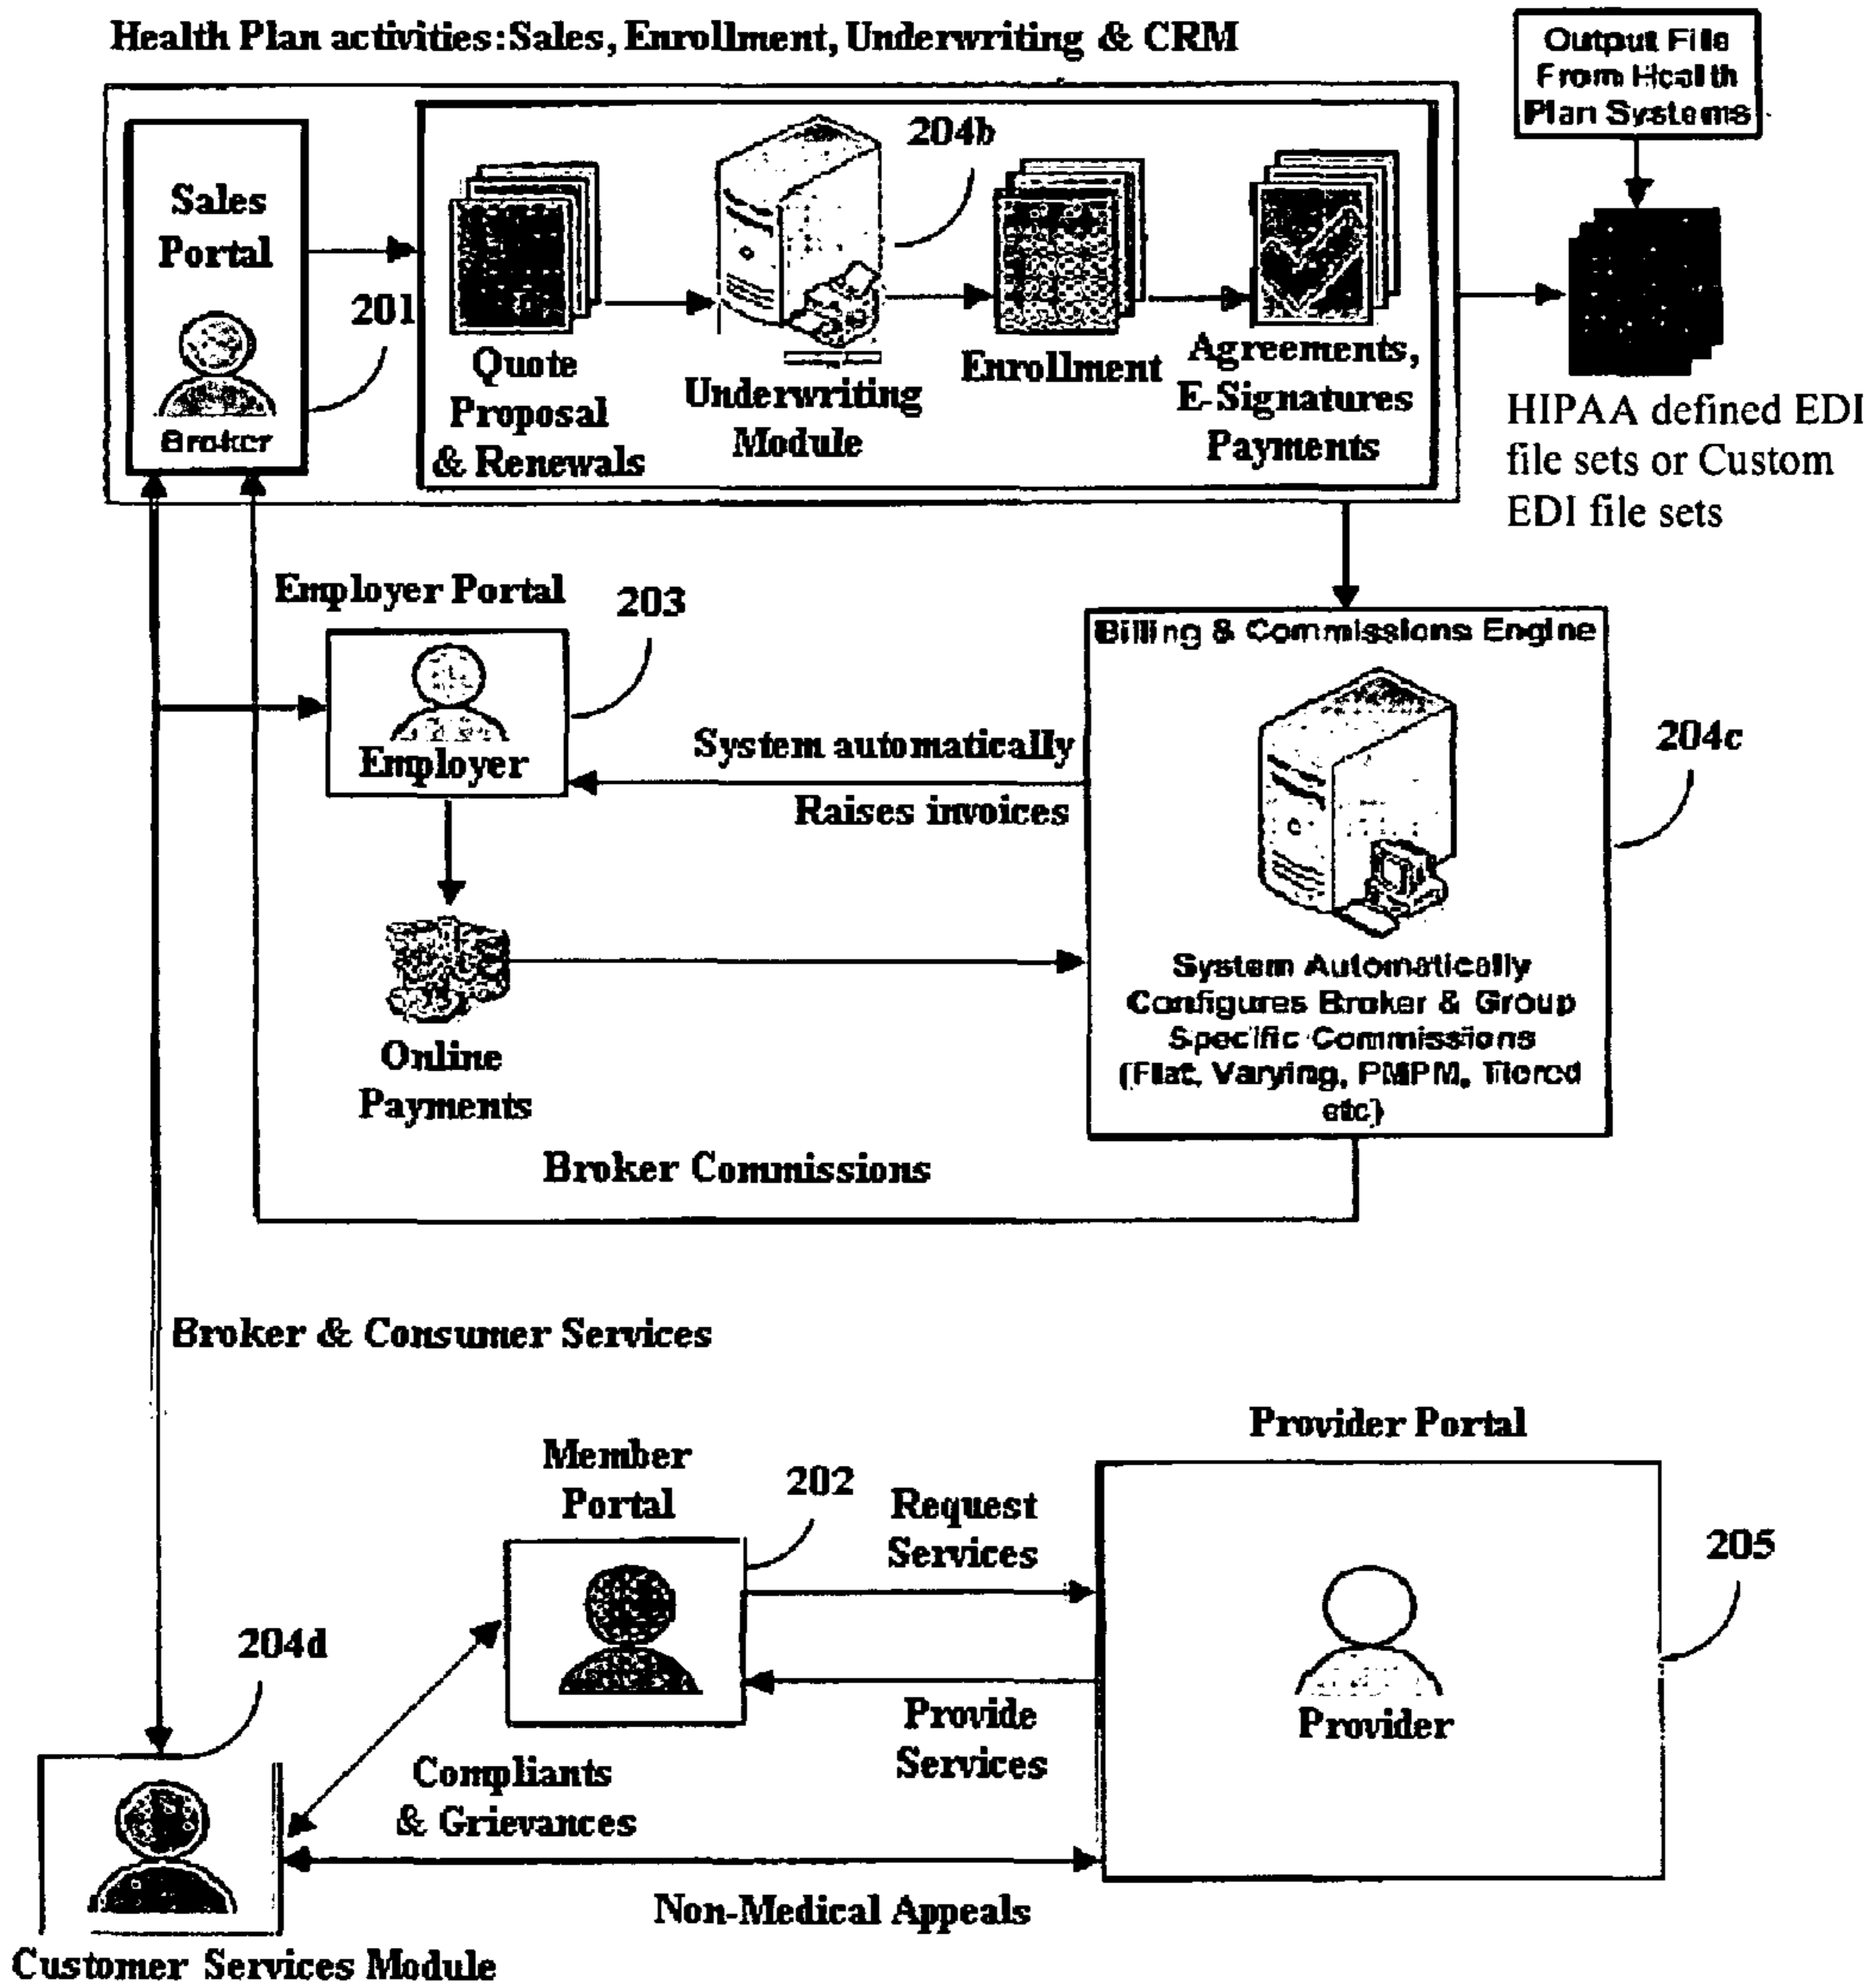 Health Plan activities: Sales, Enrollment, Underwriting & CRM
Output File
From Health
Plan Systems
Sales
Portal
Broker
201
204b
Quote
Proposal
& Renewals
Underwriting
Module
Enrollment
Agreements,
E-Signatures
Payments
HIPAA defined EDI
file sets or Custom
EDI file sets
Employer Portal
203
Employer
System automatically
Raises invoices
Online
Payments
Billing & Commissions Engine
204c
System Automatically
Configures Broker & Group
Specific Commissions
(Flat, Varying, PMPM, Tiered
etc)
Broker Commissions
Broker & Consumer Services
Member
Portal
202
Request
Services
Provide
Services
Provider Portal
205
Provider
204d
Compliants
& Grievances
Non-Medical Appeals
Customer Services Module